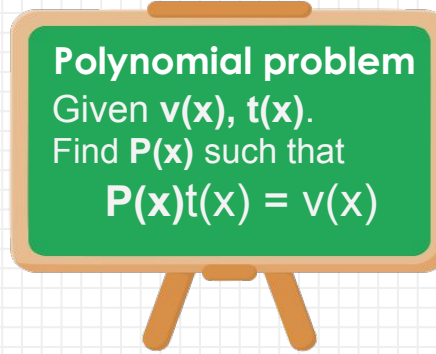 Polynomial problem
Given v(x), t(x).
Find P(x) such that
P(x)t(x) = v(x)